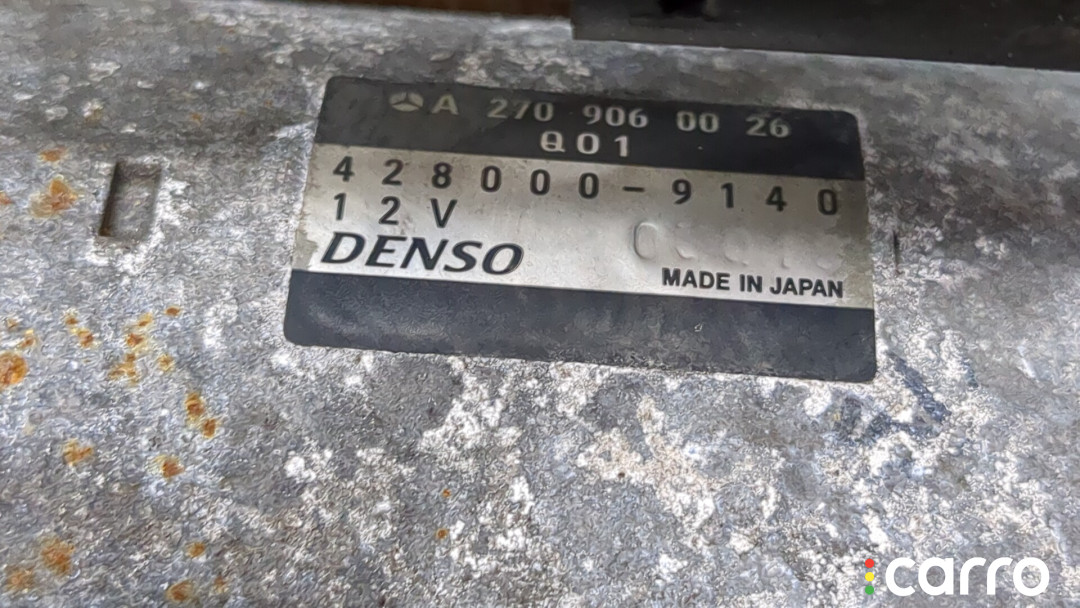 A 270 906 00 26
Q01
428000-9140
12V
DENSO
MADE IN JAPAN
carro